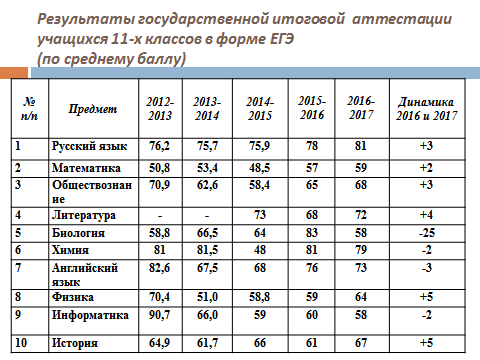 Результаты государственной итоговой аттестации
учащихся 11-х классов в форме ЕГЭ
(по среднему баллу)
№ п/п Предмет 2012-2013 2013-2014 2014-2015 2015-2016 2016-2017 Динамика 2016 и 2017
1 Русский язык 76,2 75,7 75,9 78 81 +3
2 Математика 50,8 53,4 48,5 57 59 +2
3 Обществознание 70,9 62,6 58,4 65 68 +3
4 Литература - - 73 68 72 +4
5 Биология 58,8 66,5 64 83 58 -25
6 Химия 81 81,5 48 81 79 -2
7 Английский язык 82,6 67,5 68 76 73 -3
8 Физика 70,4 51,0 58,8 59 64 +5
9 Информатика 90,7 66,0 59 60 58 -2
10 История 64,9 61,7 66 61 67 +5